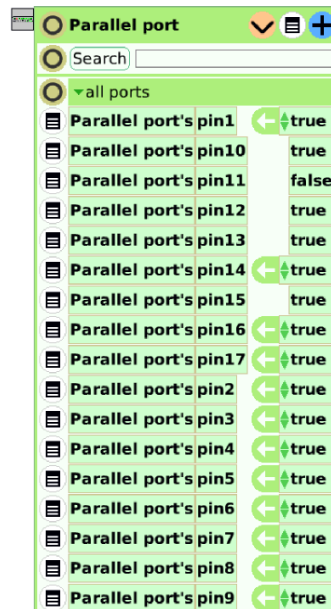 Parallel port
Search
all ports
Parallel port's pin1 true
Parallel port's pin10 true
Parallel port's pin11 false
Parallel port's pin12 true
Parallel port's pin13 true
Parallel port's pin14 true
Parallel port's pin15 true
Parallel port's pin16 true
Parallel port's pin17 true
Parallel port's pin2 true
Parallel port's pin3 true
Parallel port's pin4 true
Parallel port's pin5 true
Parallel port's pin6 true
Parallel port's pin7 true
Parallel port's pin8 true
Parallel port's pin9 true